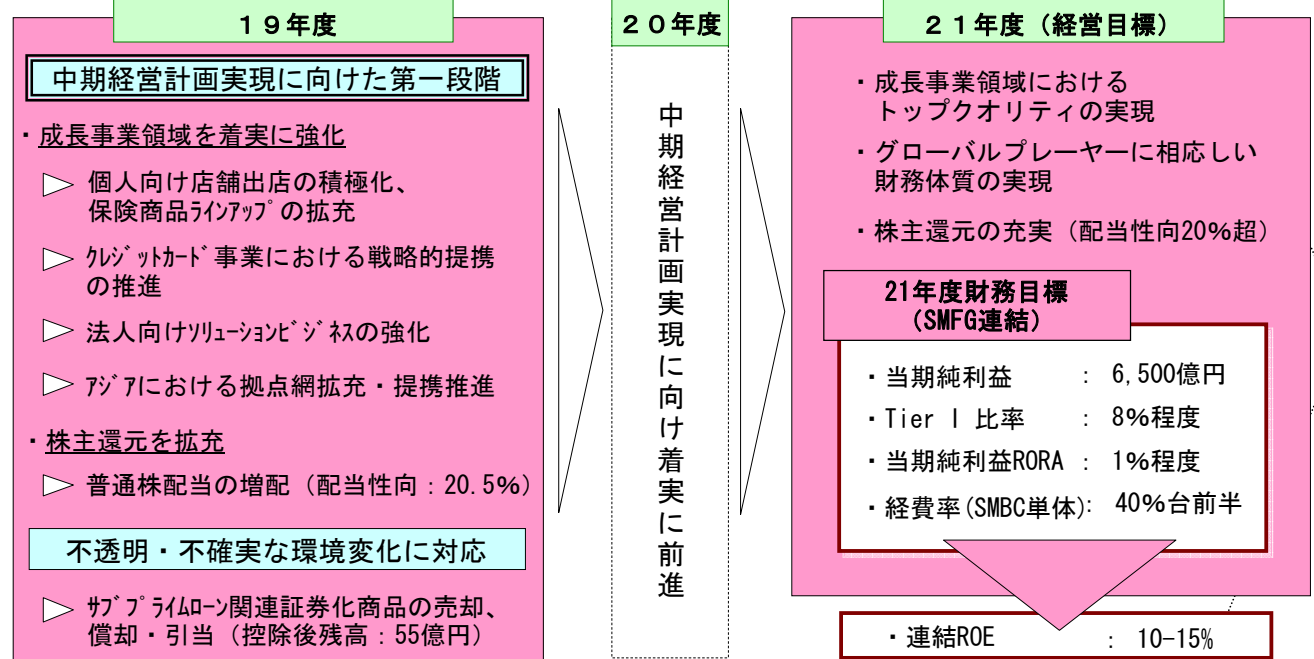 １９年度
中期経営計画実現に向けた第一段階
・成長事業領域を着実に強化
個人向け店舗出店の積極化、
保険商品ﾗｲﾝｱｯﾌﾟの拡充
ｸﾚｼﾞｯﾄｶｰﾄﾞ事業における戦略的提携
の推進
法人向けｿﾘｭｰｼｮﾝﾋﾞｼﾞﾈｽの強化
ｱｼﾞｱにおける拠点網拡充・提携推進
・株主還元を拡充
普通株配当の増配（配当性向：20.5%）
不透明・不確実な環境変化に対応
ｻﾌﾞﾌﾟﾗｲﾑﾛｰﾝ関連証券化商品の売却、
償却・引当（控除後残高：55億円）
２０年度
中期経営計画実現に向け着実に前進
２１年度（経営目標）
・成長事業領域における
トップクオリティの実現
・グローバルプレーヤーに相応しい
財務体質の実現
・株主還元の充実（配当性向20%超）
21年度財務目標
（SMFG連結）
・当期純利益 : 6,500億円
・Tier Ⅰ 比率 : 8%程度
・当期純利益RORA : 1%程度
・経費率(SMBC単体): 40%台前半
・連結ROE : 10-15%